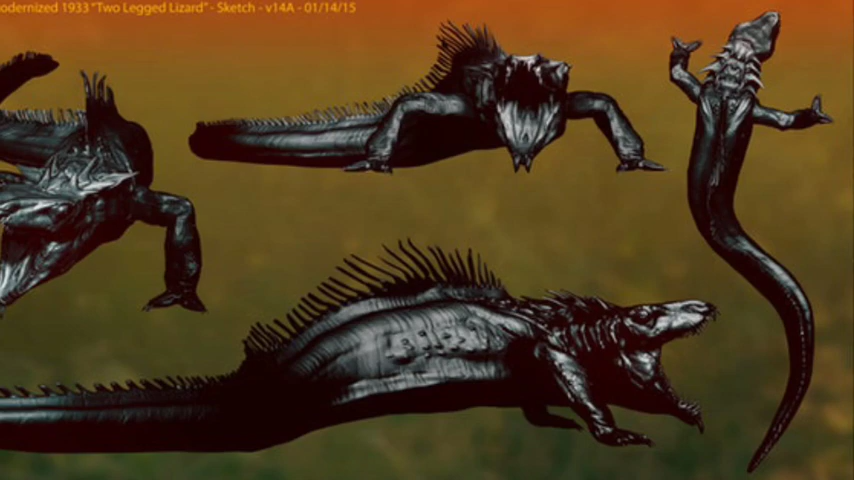 odernized 1933 "Two Legged Lizard" - Sketch - v14A - 01/14/15